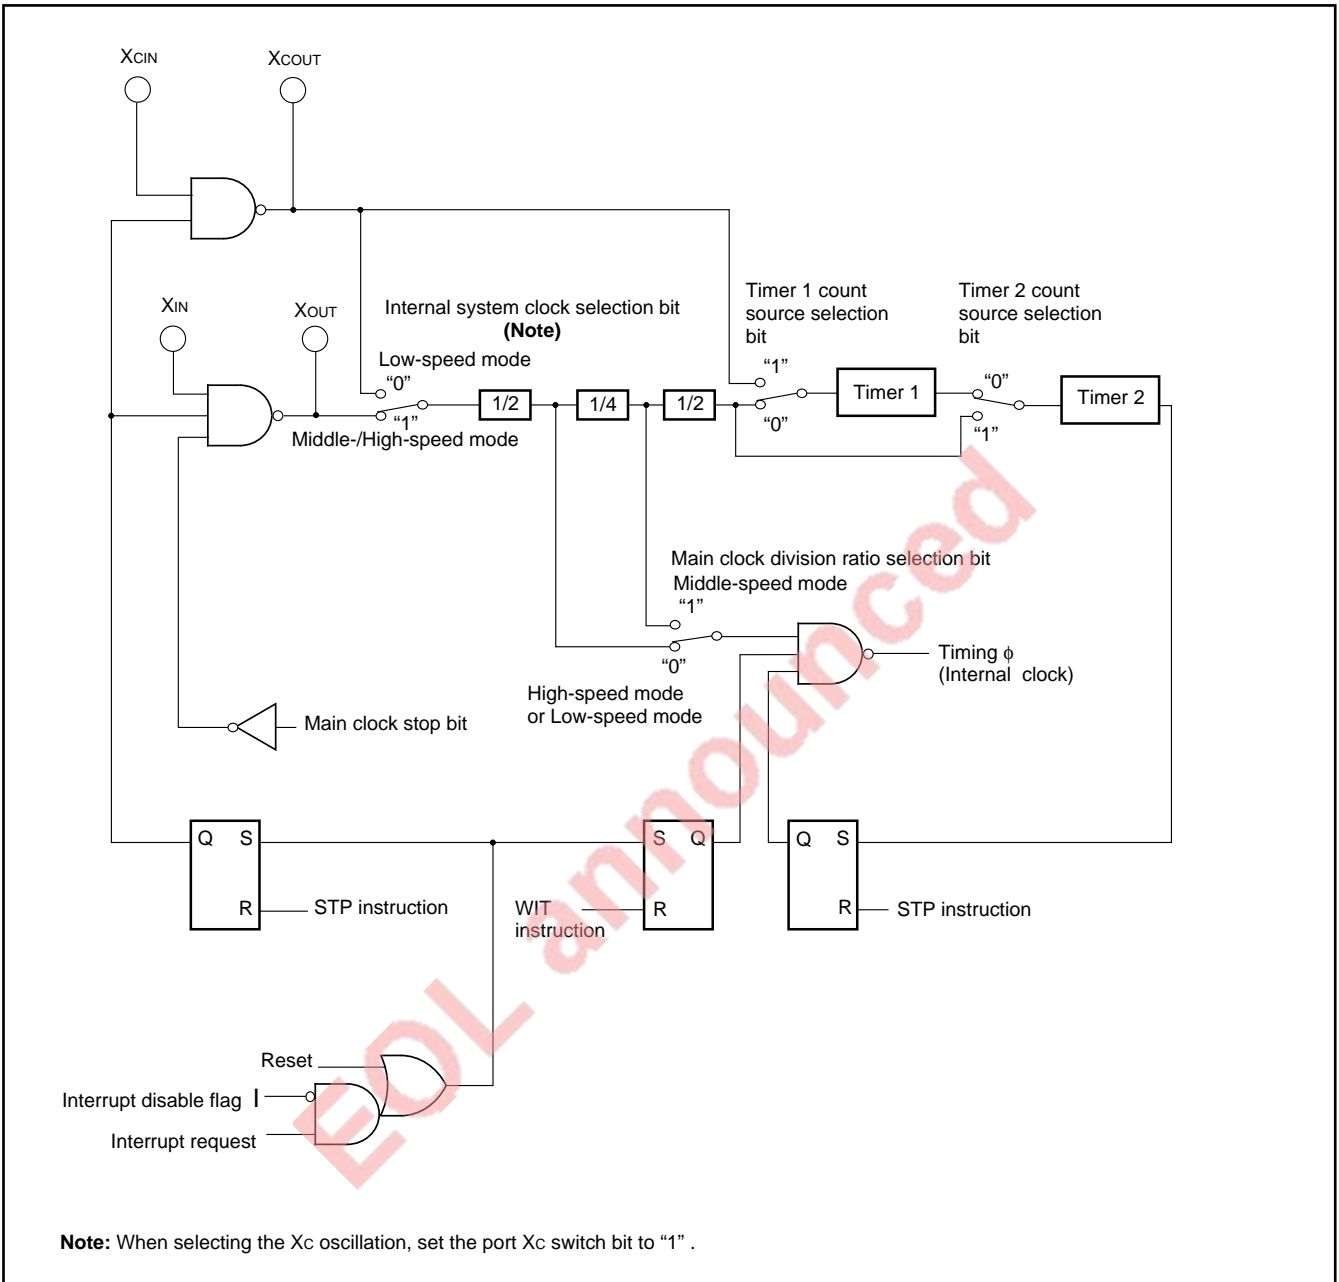 XCIN
XCOUT
XIN
XOUT
Internal system clock selection bit
(Note)
Low-speed mode
“0”
“1”
Middle-/High-speed mode
1/2
1/4
1/2
Timer 1 count
source selection
bit
“1”
“0”
Timer 1
Timer 2 count
source selection
bit
“0”
“1”
Timer 2
Main clock division ratio selection bit
Middle-speed mode
“1”
“0”
High-speed mode
or Low-speed mode
Timing ϕ
(Internal clock)
Main clock stop bit
Q S
R
STP instruction
S Q
R
WIT
instruction
Q S
R
STP instruction
Reset
Interrupt disable flag I
Interrupt request
EOL announced
Note: When selecting the XC oscillation, set the port XC switch bit to “1” .